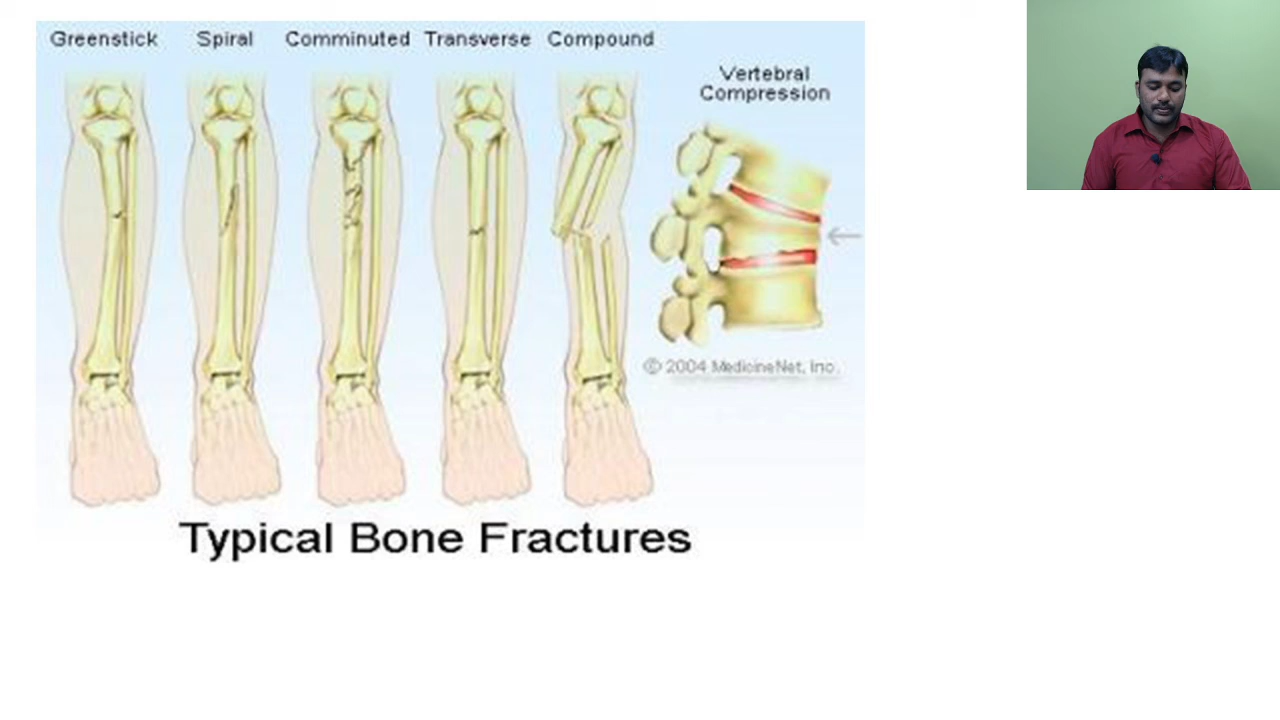 Greenstick Spiral Comminuted Transverse Compound
Vertebral
Compression
© 2004 MedicineNet, Inc.
Typical Bone Fractures